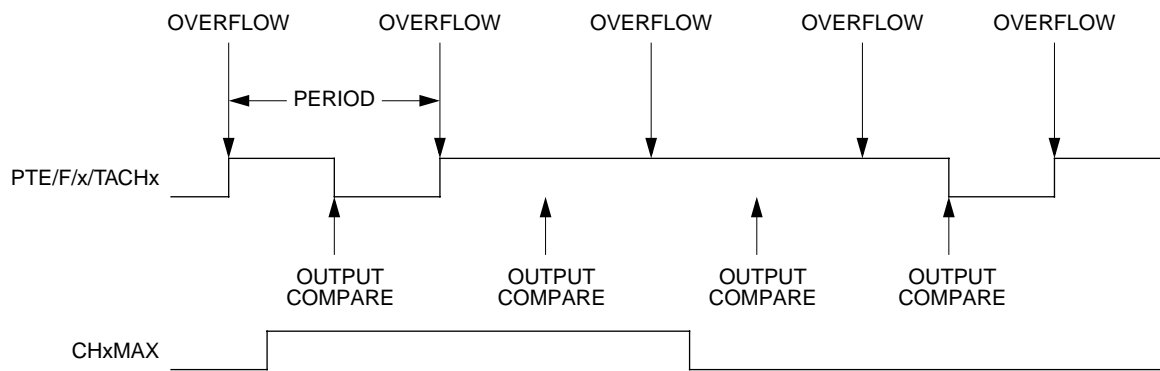 OVERFLOW OVERFLOW OVERFLOW OVERFLOW OVERFLOW
PERIOD
PTE/F/x/TACHx
OUTPUT COMPARE
OUTPUT COMPARE
OUTPUT COMPARE
OUTPUT COMPARE
CHxMAX